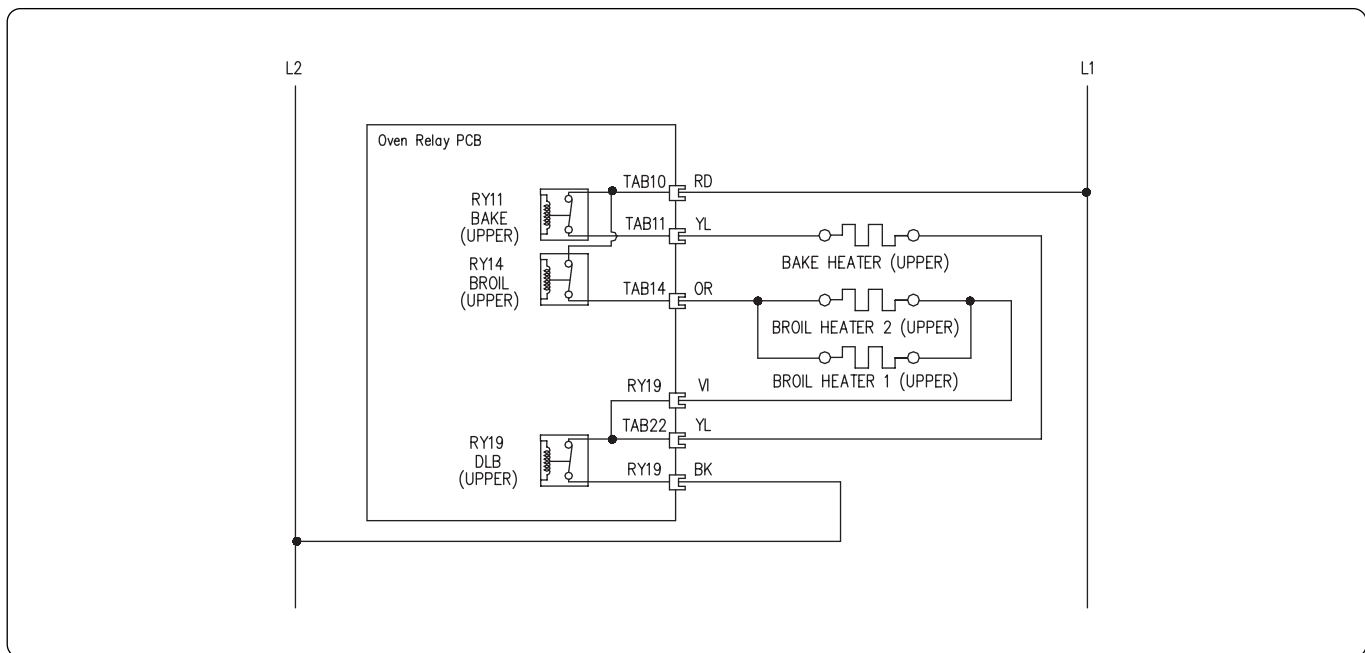 L2
L1
Oven Relay PCB
TAB10 RD
RY11
BAKE
(UPPER)
TAB11 YL
BAKE HEATER (UPPER)
RY14
BROIL
(UPPER)
TAB14 OR
BROIL HEATER 2 (UPPER)
BROIL HEATER 1 (UPPER)
RY19 VI
TAB22 YL
RY19
DLB
(UPPER)
RY19 BK